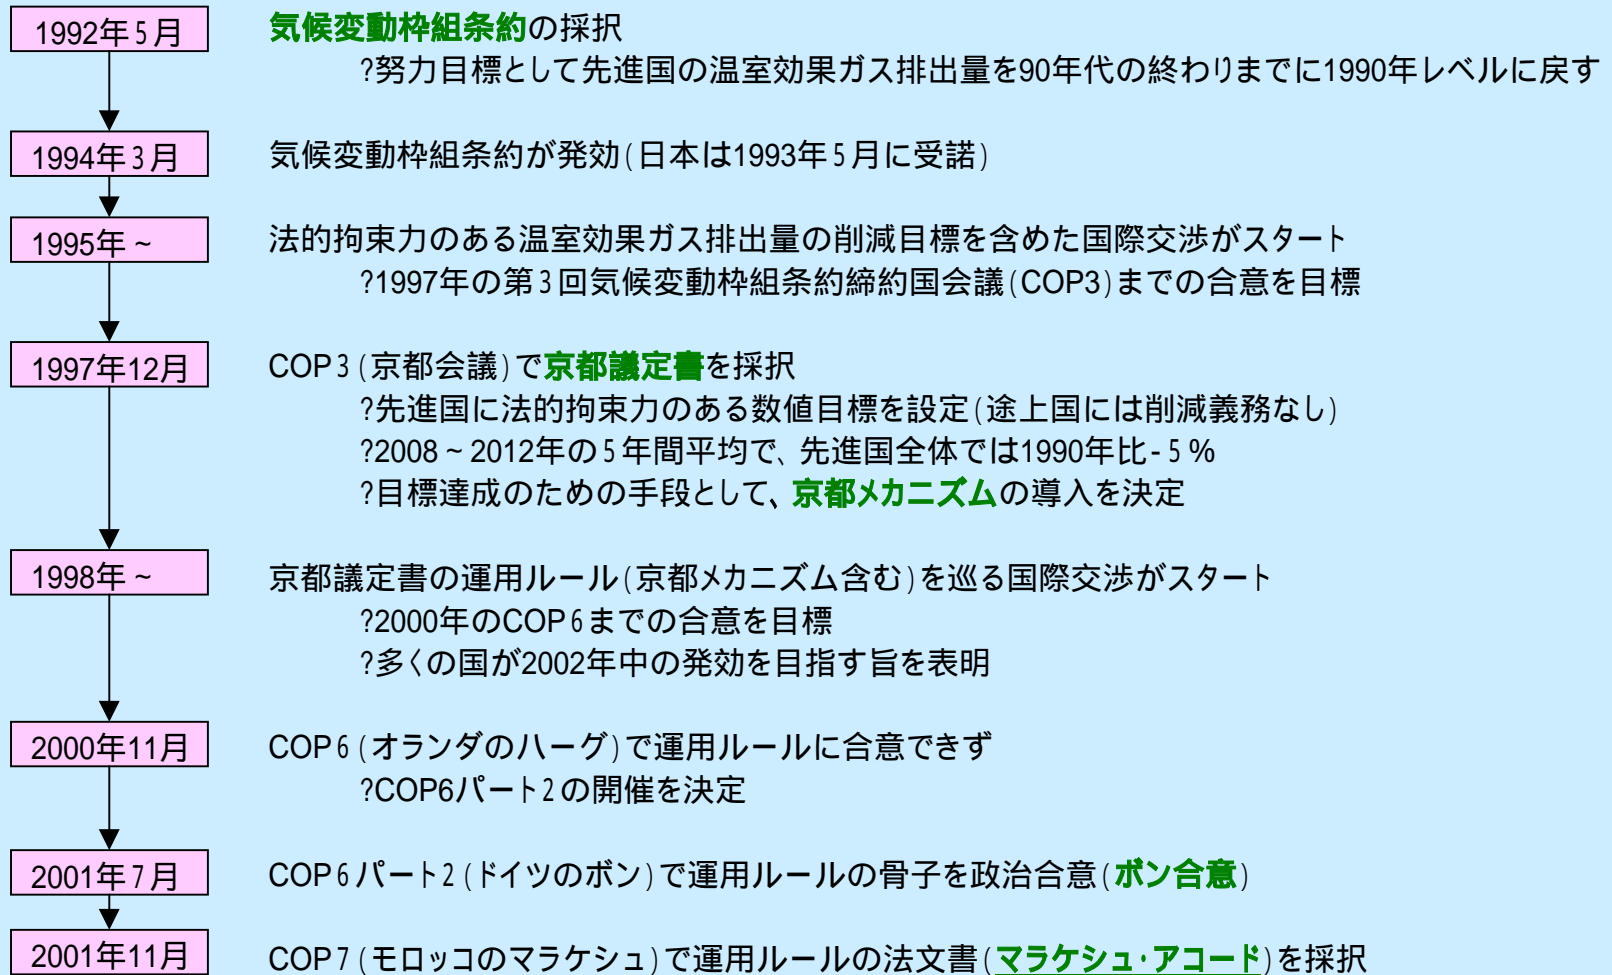 1992年5月 気候変動枠組条約の採択
?努力目標として先進国の温室効果ガス排出量を90年代の終わりまでに1990年レベルに戻す
1994年3月 気候変動枠組条約が発効(日本は1993年5月に受諾)
1995年~ 法的拘束力のある温室効果ガス排出量の削減目標を含めた国際交渉がスタート
?1997年の第3回気候変動枠組条約締約国会議(COP3)までの合意を目標
1997年12月 COP3(京都会議)で京都議定書を採択
?先進国に法的拘束力のある数値目標を設定(途上国には削減義務なし)
?2008~2012年の5年間平均で、先進国全体では1990年比-5%
?目標達成のための手段として、京都メカニズムの導入を決定
1998年~ 京都議定書の運用ルール(京都メカニズム含む)を巡る国際交渉がスタート
?2000年のCOP6までの合意を目標
?多くの国が2002年中の発効を目指す旨を表明
2000年11月 COP6(オランダのハーグ)で運用ルールに合意できず
?COP6パート2の開催を決定
2001年7月 COP6パート2(ドイツのボン)で運用ルールの骨子を政治合意(ボン合意)
2001年11月 COP7(モロッコのマラケシュ)で運用ルールの法文書(マラケシュ・アコード)を採択